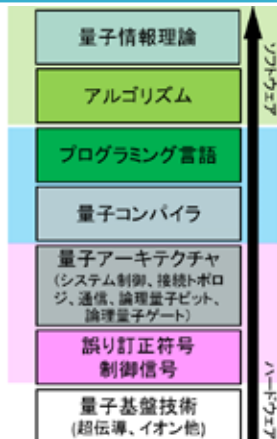 量子情報理論
アルゴリズム
プログラミング言語
量子コンパイラ
量子アーキテクチャ
(システム制御、接続トポロ
ジ、通信、論理量子ビット、
論理量子ゲート)
誤り訂正符号
制御信号
量子基盤技術
(超伝導、イオン他)
ソフトウェア
ハードウェア